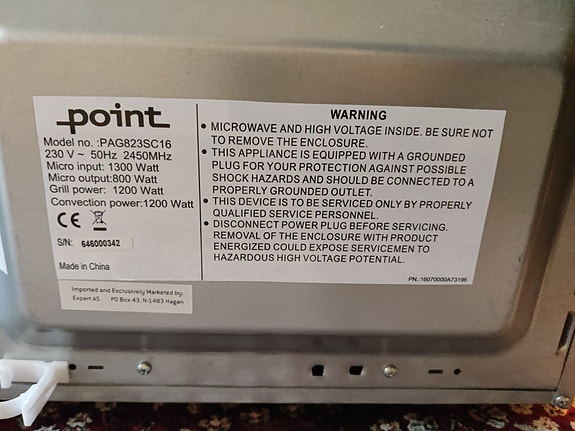 point
Model no. :PAG823SC16
230 V ~ 50Hz 2450MHz
Micro input: 1300 Watt
Micro output:800 Watt
Grill power: 1200 Watt
Convection power:1200 Watt
CE
S/N: 646000342
Made in China
WARNING
• MICROWAVE AND HIGH VOLTAGE INSIDE. BE SURE NOT
TO REMOVE THE ENCLOSURE.
• THIS APPLIANCE IS EQUIPPED WITH A GROUNDED
PLUG FOR YOUR PROTECTION AGAINST POSSIBLE
SHOCK HAZARDS AND SHOULD BE CONNECTED TO A
PROPERLY GROUNDED OUTLET.
• THIS DEVICE IS TO BE SERVICED ONLY BY PROPERLY
QUALIFIED SERVICE PERSONNEL.
• DISCONNECT POWER PLUG BEFORE SERVICING.
REMOVAL OF THE ENCLOSURE WITH PRODUCT
ENERGIZED COULD EXPOSE SERVICEMEN TO
HAZARDOUS HIGH VOLTAGE POTENTIAL.
PN.:16070000A73196
Imported and Exclusively Marketed by:
Expert AS PO Box 43, N-1483 Hagan